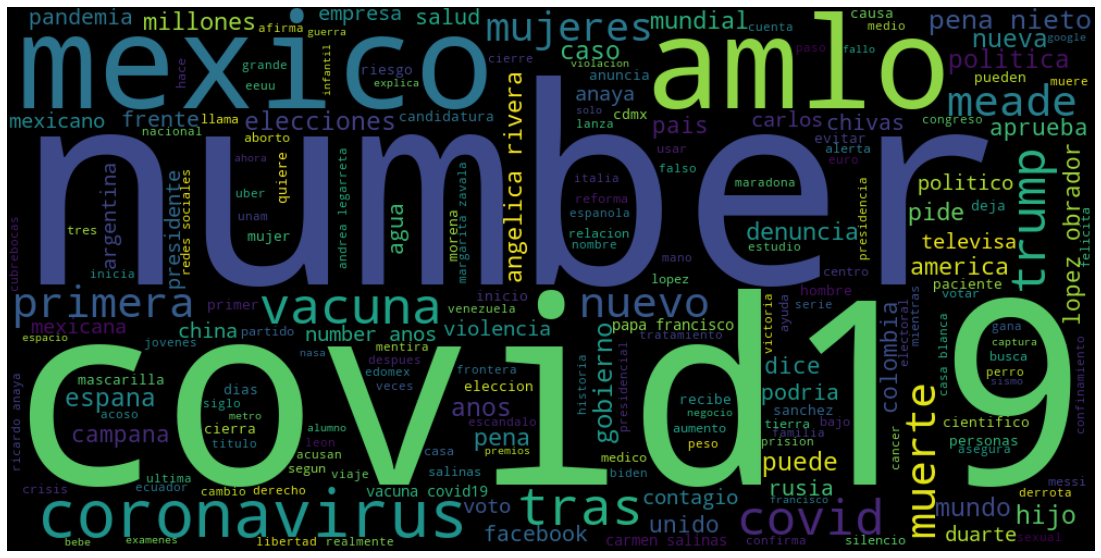 pandemia
millones
afirma
guerra
empresa
salud
mujeres
mundial
cuenta
causa
medio
pena nieto
mexico
hace
grande
eeuu
infantil
riesgo
explica
cierre
caso
violacion
anuncia
anaya
amlo
paso
fallo
nueva
google
politica
pueden
muere
meade
mexicano
frente
llama
nacional
aborto
elecciones
candidatura
angelica rivera
solo
lanza
cdmx
pais
carlos
usar
chivas
evitar
congreso
aprueba
number
argentina
ahora
uber
unam
mujer
quiere
andrea legarreta
agua
margarita zavala
morena
italia
reforma
espanola
relacion
nombre
falso
maradona
estudio
denuncia
alerta
euro
presidencia
politico
pide
deja
televisa
america
trump
lopez obrador
felicita
cubrebocas
tres
inicia
redes sociales
presidente
mano
lopez
centro
paciente
votar
primera
primer
vacuna
inicio
venezuela
nuevo
hombre
serie
ayuda
victoria
mientras
electoral
colombia
mexicana
espacio
china
partido
number anos
violencia
papa francisco
tratamiento
casa blanca
gana
captura
busca
perro
sismo
confinamiento
covid19
jovenes
nasa
mentira
despues
edomex
veces
frontera
eleccion
historia
gobierno
presidencial
dice
podria
mascarilla
espana
acoso
dias
siglo
metro
cierra
titulo
campana
ricardo anaya
anos
escandalo
recibe
negocio
aumento
sanchez
tierra
familia
bajo
cancer
cientifico
personas
asegura
alumno
leon
acusan
segun
viaje
casa
salinas
pena
premios
medico
biden
peso
prision
puede
rusia
muerte
messi
crisis
ultima
ecuador
cambio
derecho
vacuna covid19
coronavirus
voto
tras
facebook
contagio
unido
carmen salinas
francisco
covid
confirma
silencio
mundo
derrota
hijo
duarte
sexual
bebe
examenes
libertad
realmente